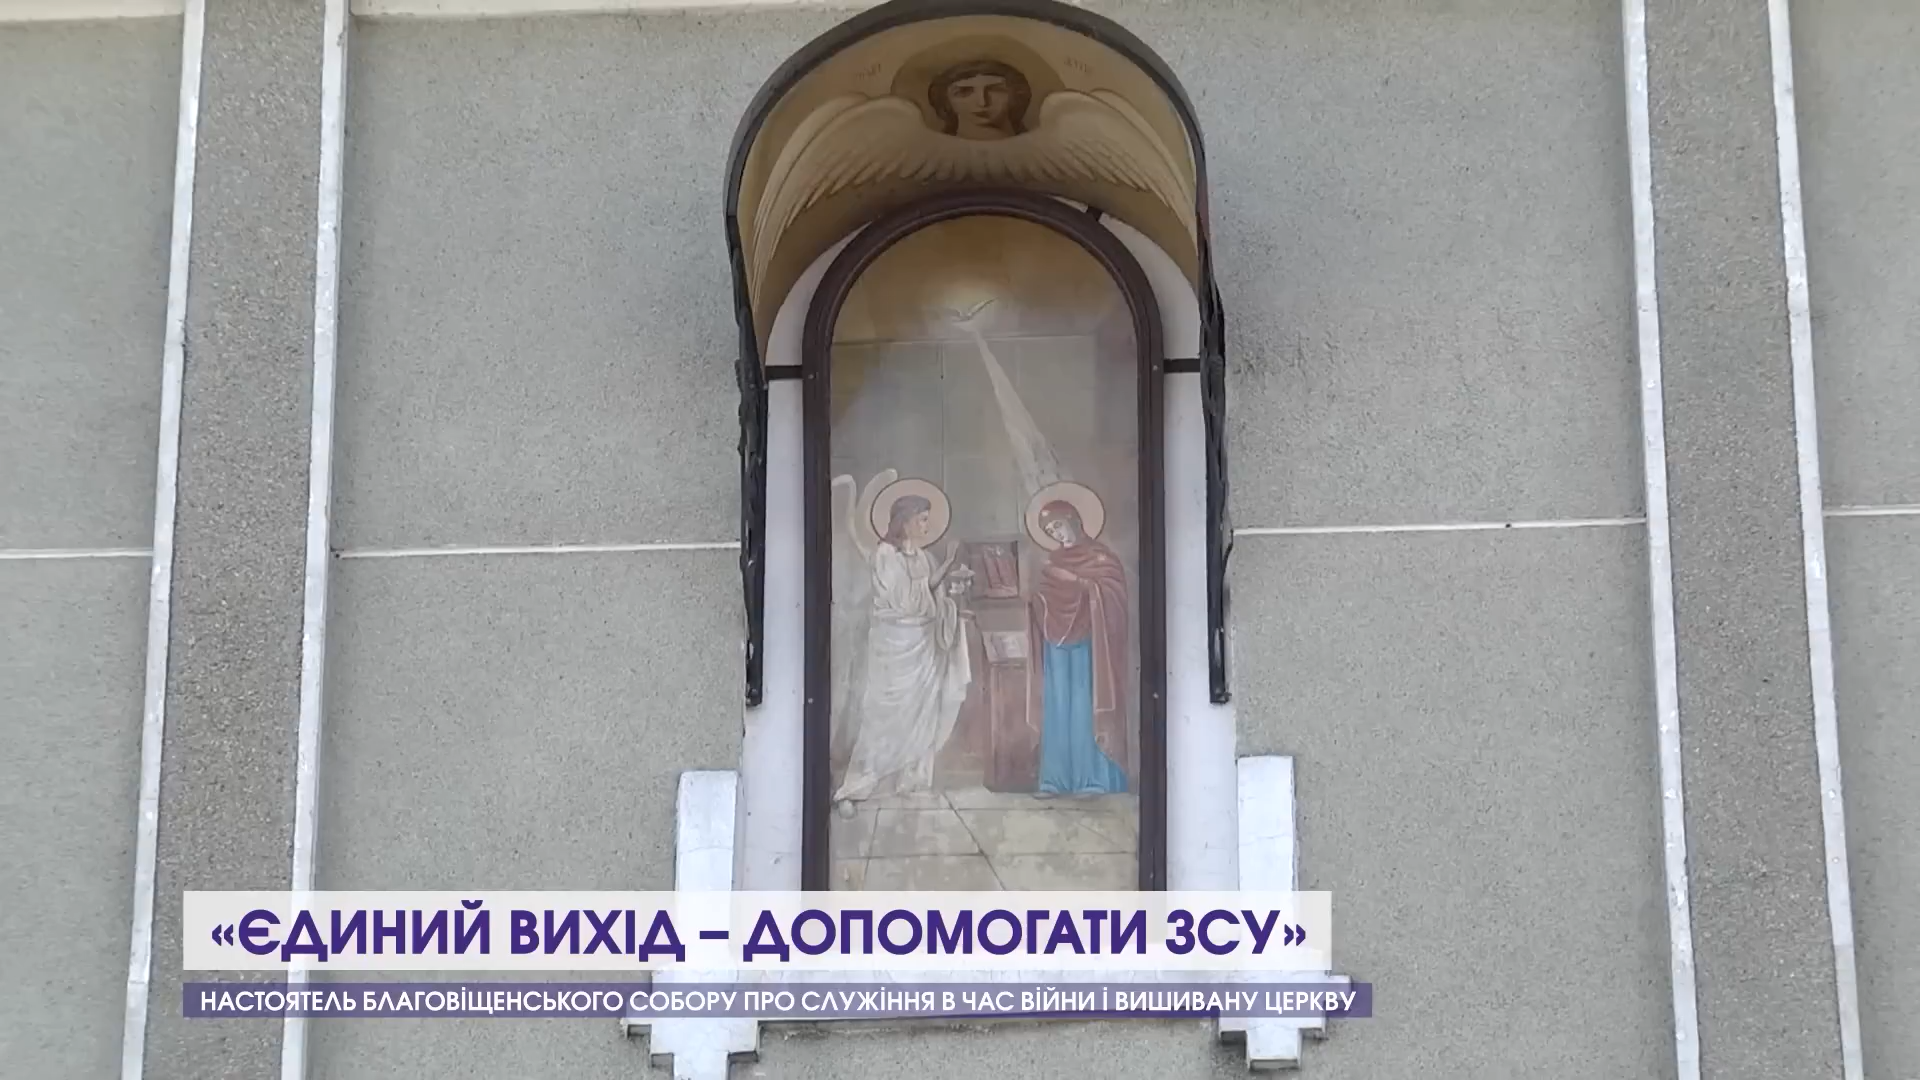 «ЄДИНИЙ ВИХІД – ДОПОМОГАТИ ЗСУ»
НАСТОЯТЕЛЬ БЛАГОВІЩЕНСЬКОГО СОБОРУ ПРО СЛУЖІННЯ В ЧАС ВІЙНИ І ВИШИВАНУ ЦЕРКВУ